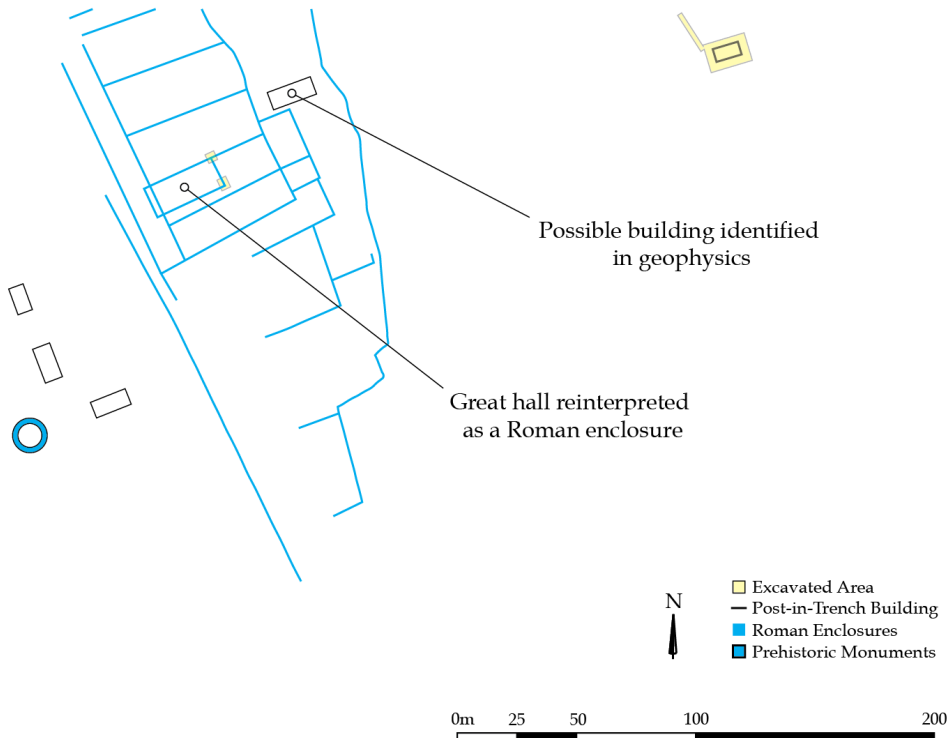 Possible building identified
in geophysics
Great hall reinterpreted
as a Roman enclosure
N
Excavated Area
Post-in-Trench Building
Roman Enclosures
Prehistoric Monuments
0m 25 50 100 200